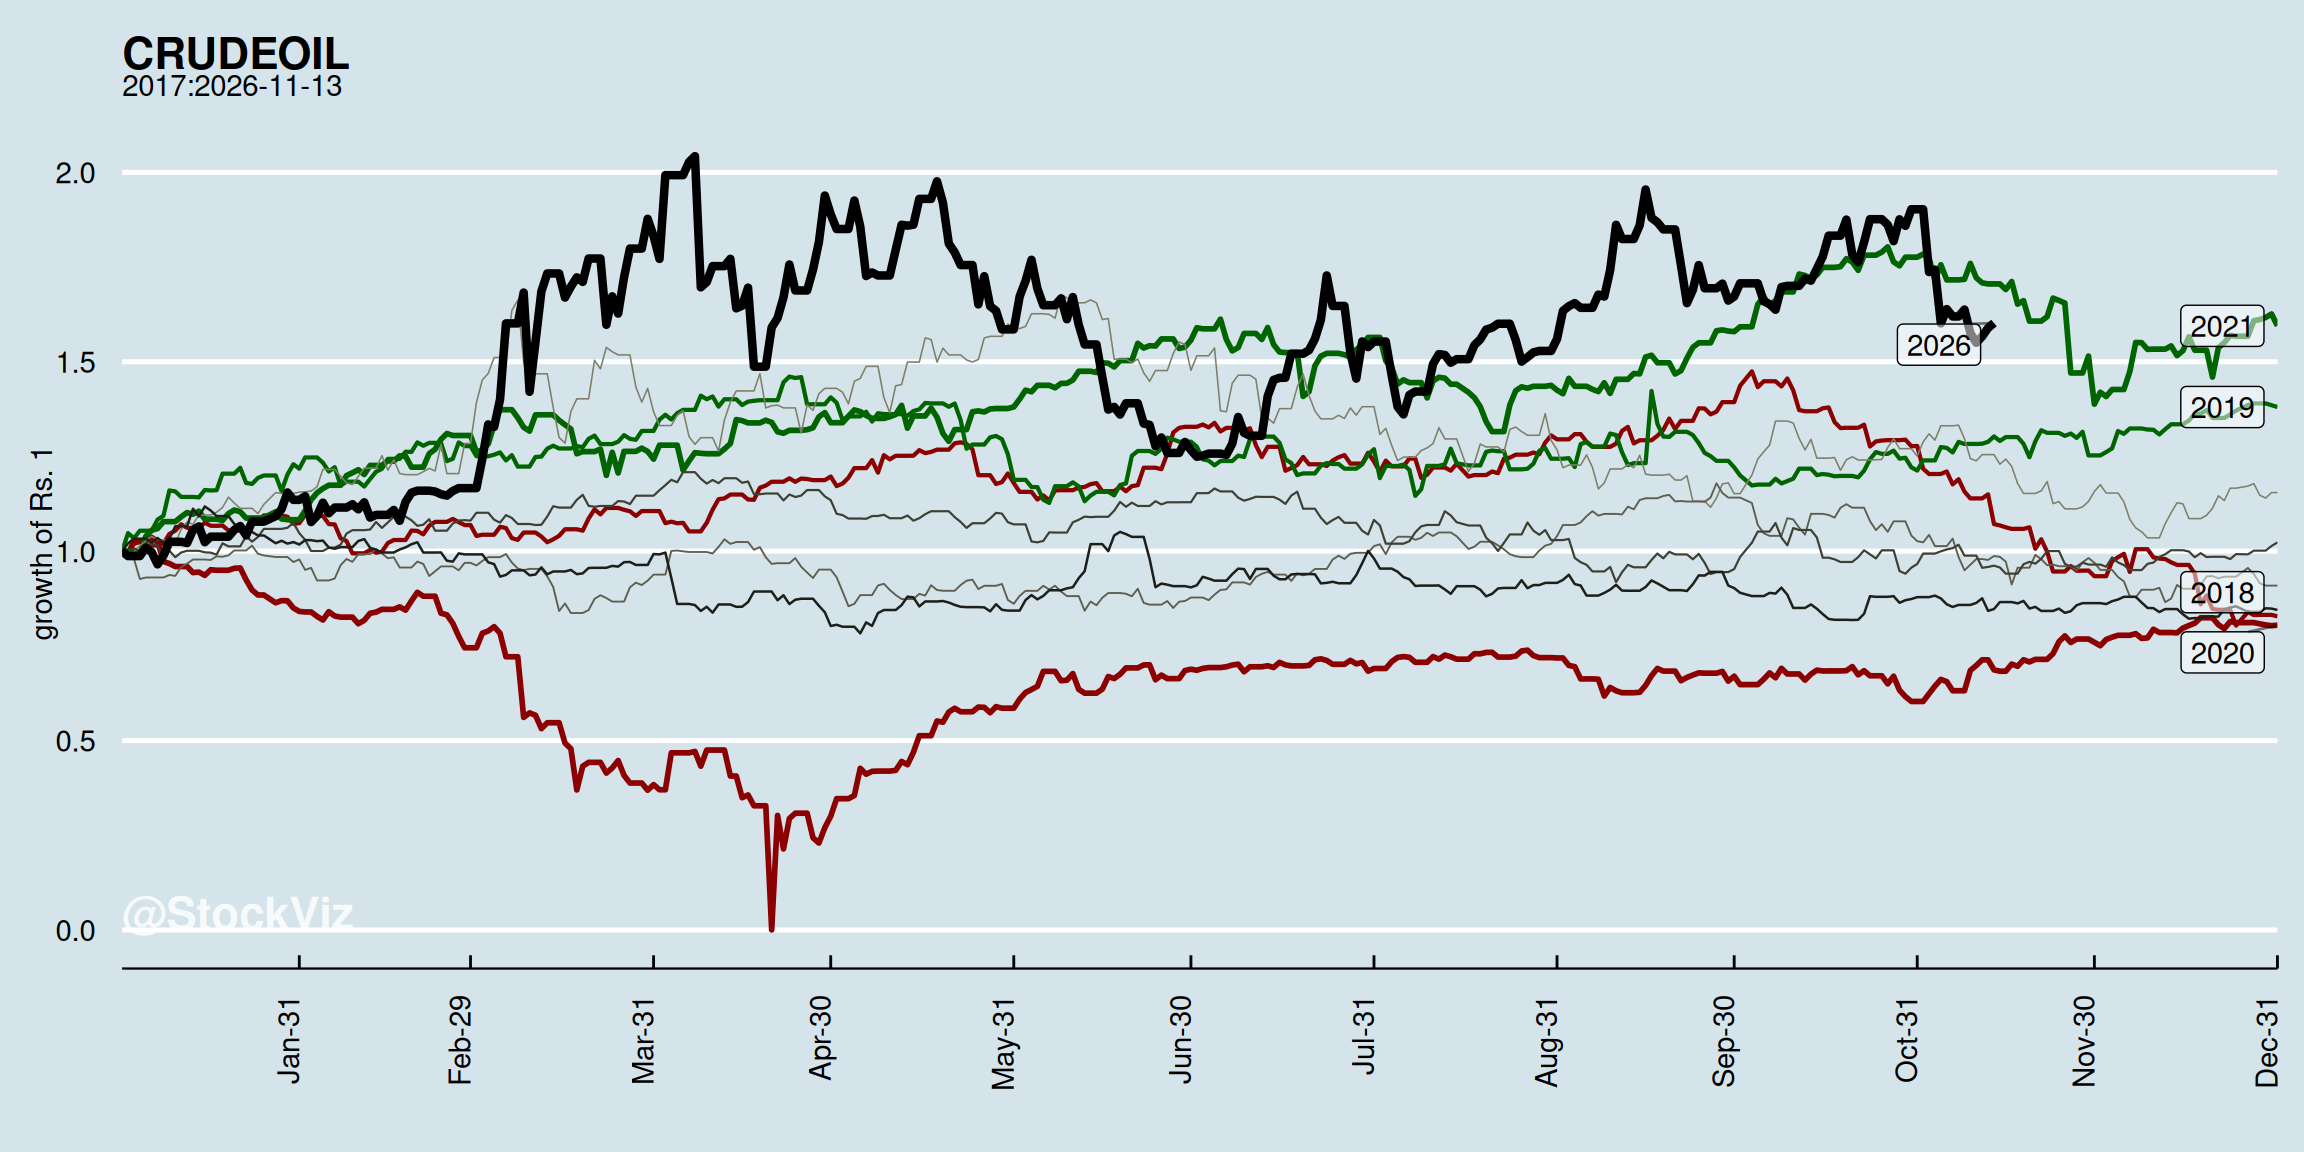 CRUDEOIL
2017:2026-11-13
growth of Rs. 1
2.0
1.5
1.0
0.5
0.0
2021
2026
2019
2018
2020
@StockViz
Jan-31
Feb-29
Mar-31
Apr-30
May-31
Jun-30
Jul-31
Aug-31
Sep-30
Oct-31
Nov-30
Dec-31